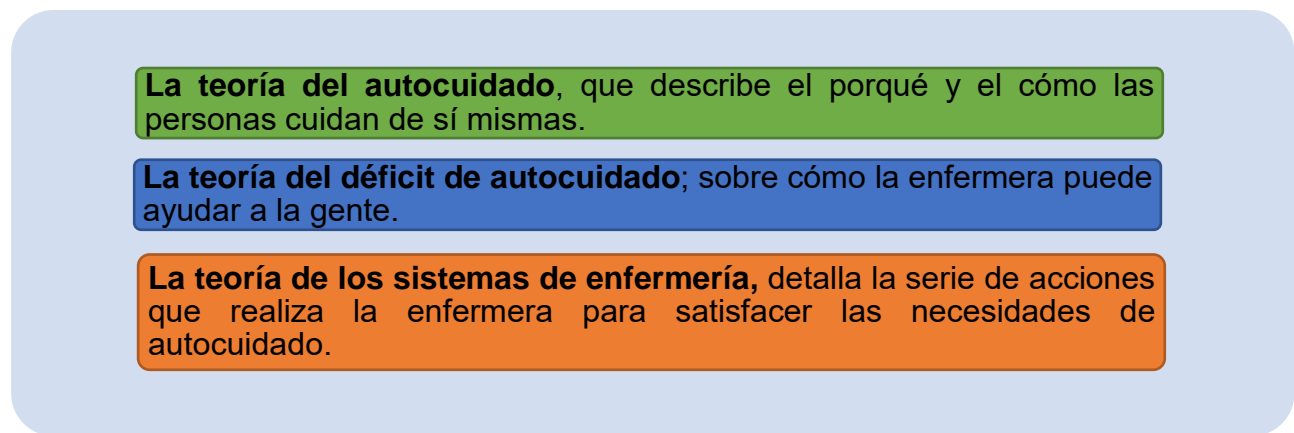 La teoría del autocuidado, que describe el porqué y el cómo las
personas cuidan de sí mismas.
La teoría del déficit de autocuidado; sobre cómo la enfermera puede
ayudar a la gente.
La teoría de los sistemas de enfermería, detalla la serie de acciones
que realiza la enfermera para satisfacer las necesidades de
autocuidado.